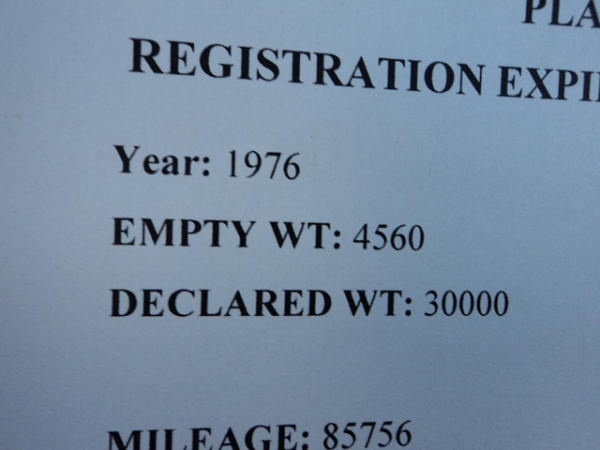 REGISTRATION
Year: 1976
EMPTY WT: 4560
DECLARED WT: 30000
MILEAGE: 85756